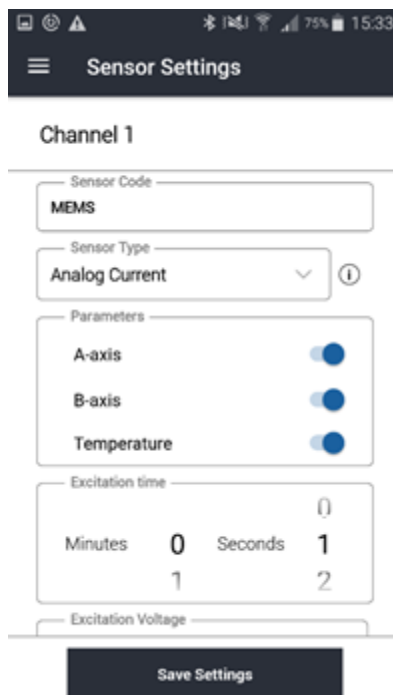 75% 15:33
Sensor Settings
Channel 1
Sensor Code
MEMS
Sensor Type
Analog Current
Parameters
A-axis
B-axis
Temperature
Excitation time
0
Minutes 0 Seconds 1
1 2
Excitation Voltage
Save Settings